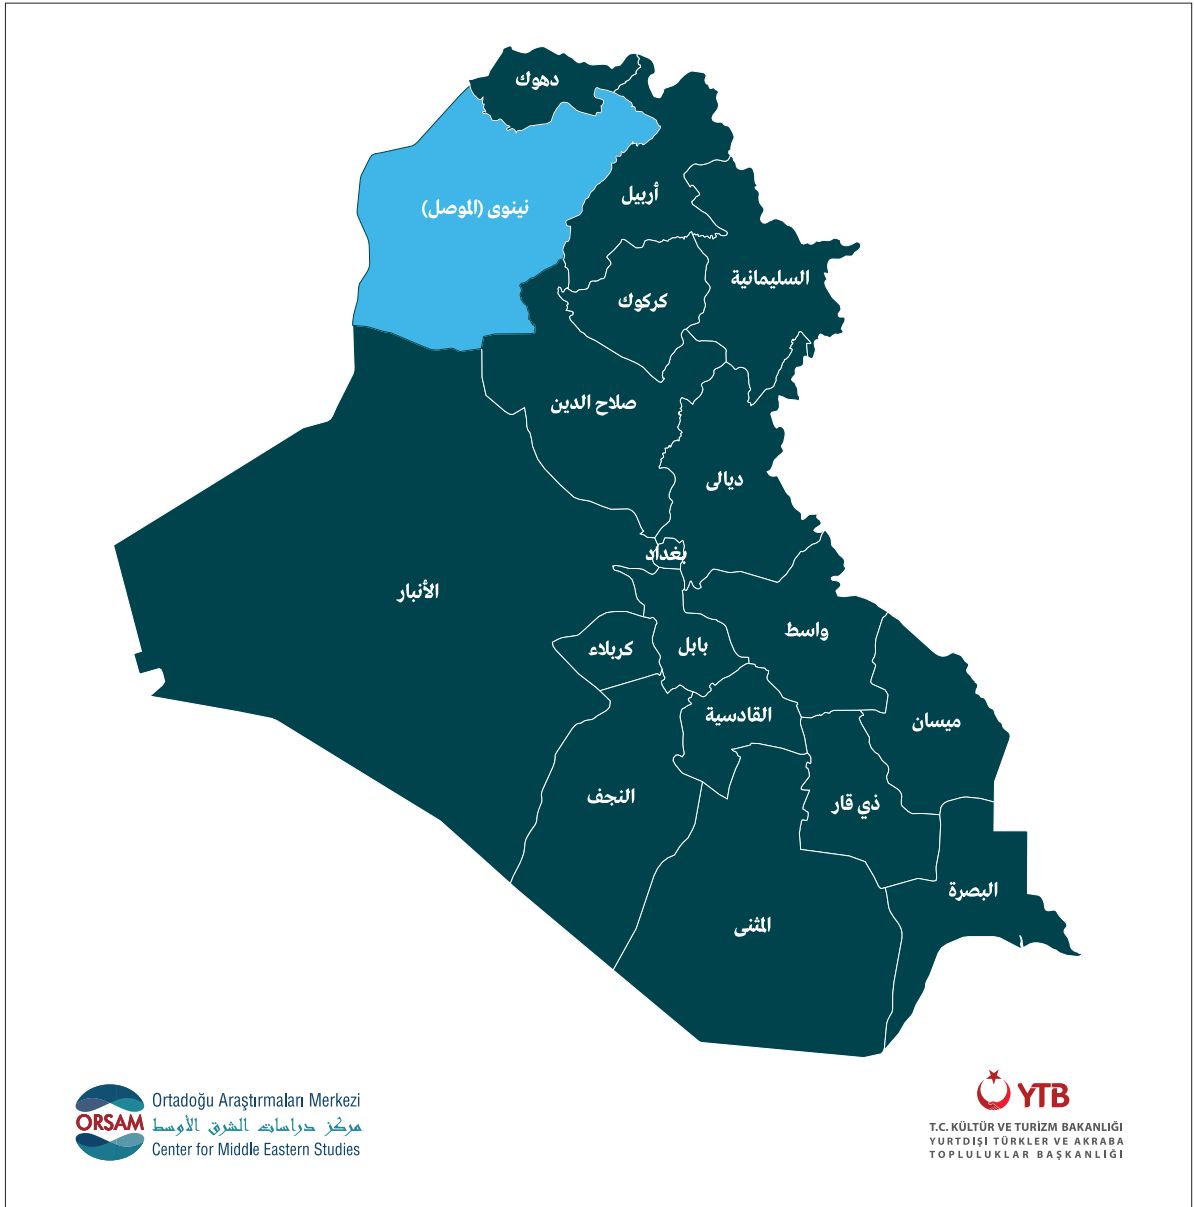 دهوك
أربيل
نينوى (الموصل)
السليمانية
كركوك
صلاح الدين
ديالى
بغداد
الأنبار
واسط
بابل
كربلاء
القادسية
ميسان
النجف
ذي قار
البصرة
المثنى
ORSAM
Ortadoğu Araştırmaları Merkezi
مركز دراسات الشرق الأوسط
Center for Middle Eastern Studies
YTB
T.C. KÜLTÜR VE TURİZM BAKANLIĞI
YURTDIŞI TÜRKLER VE AKRABA
TOPLULUKLAR BAŞKANLIĞI